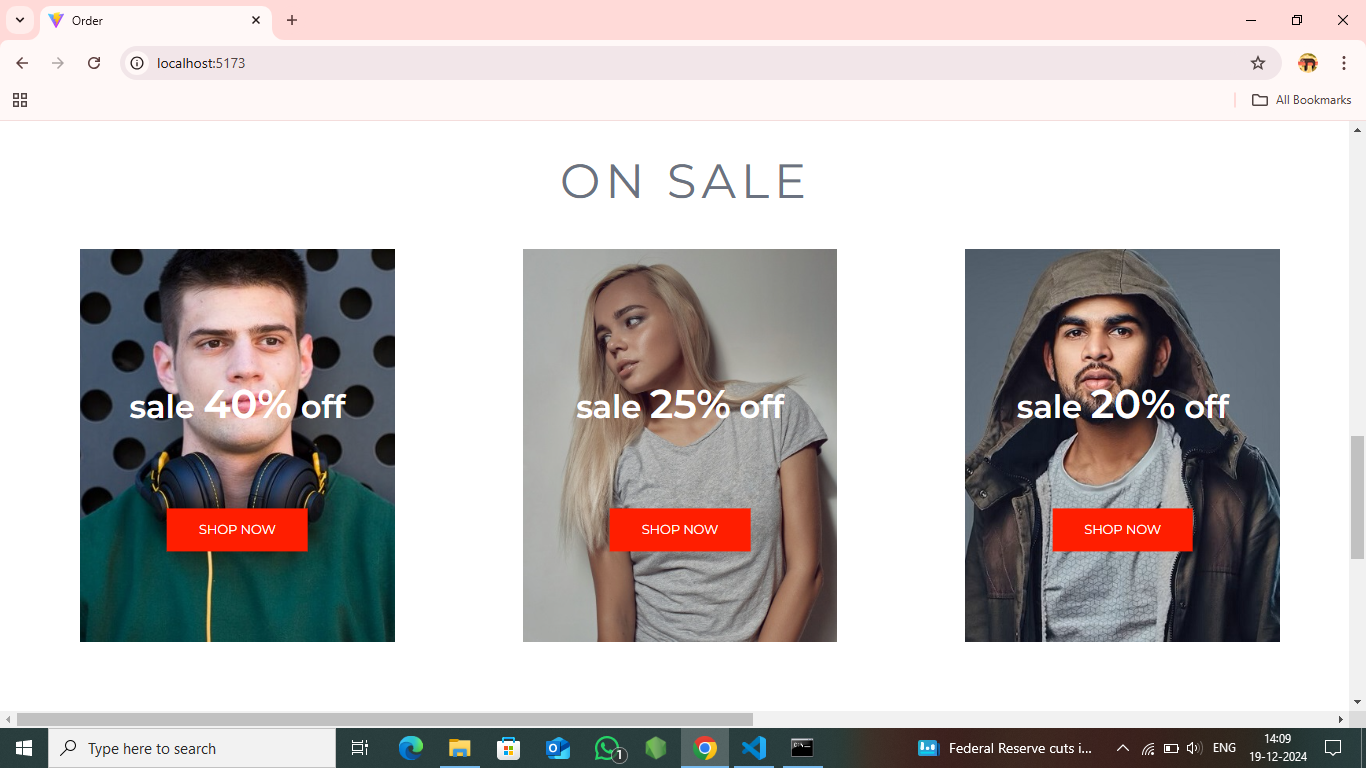 Order
localhost:5173
All Bookmarks
ON SALE
sale 40% off
sale 25% off
sale 20% off
SHOP NOW
SHOP NOW
SHOP NOW
Type here to search
1
Federal Reserve cuts i...
ENG
14:09
19-12-2024